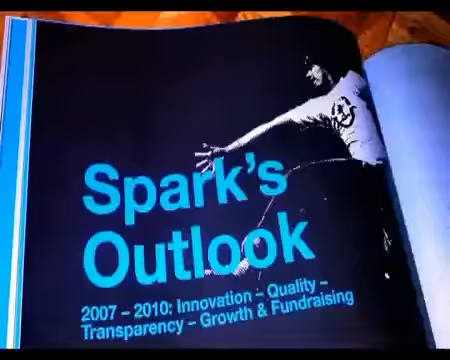 Spark's
Outlook
2007 – 2010: Innovation – Quality –
Transparency – Growth & Fundraising